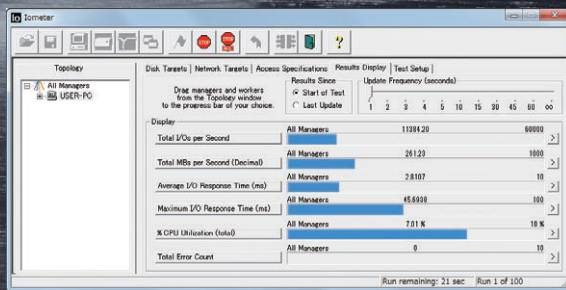 Iometer
STOP
STOP
ALL
?
Topology
All Managers
USER-PC
Disk Targets | Network Targets | Access Specifications | Results Display | Test Setup
Drag managers and workers
from the Topology window
to the progress bar of your choice.
Results Since
Start of Test
Last Update
Update Frequency (seconds)
1 2 3 4 5 10 15 30 45 60 ∞
Display
All Managers 11384.20 60000
Total I/Os per Second
All Managers 261.23 1000
Total MBs per Second (Decimal)
All Managers 2.8107 10
Average I/O Response Time (ms)
All Managers 45.6930 100
Maximum I/O Response Time (ms)
All Managers 7.01 % 10 %
% CPU Utilization (total)
All Managers 0 10
Total Error Count
Run remaining: 21 sec Run 1 of 100